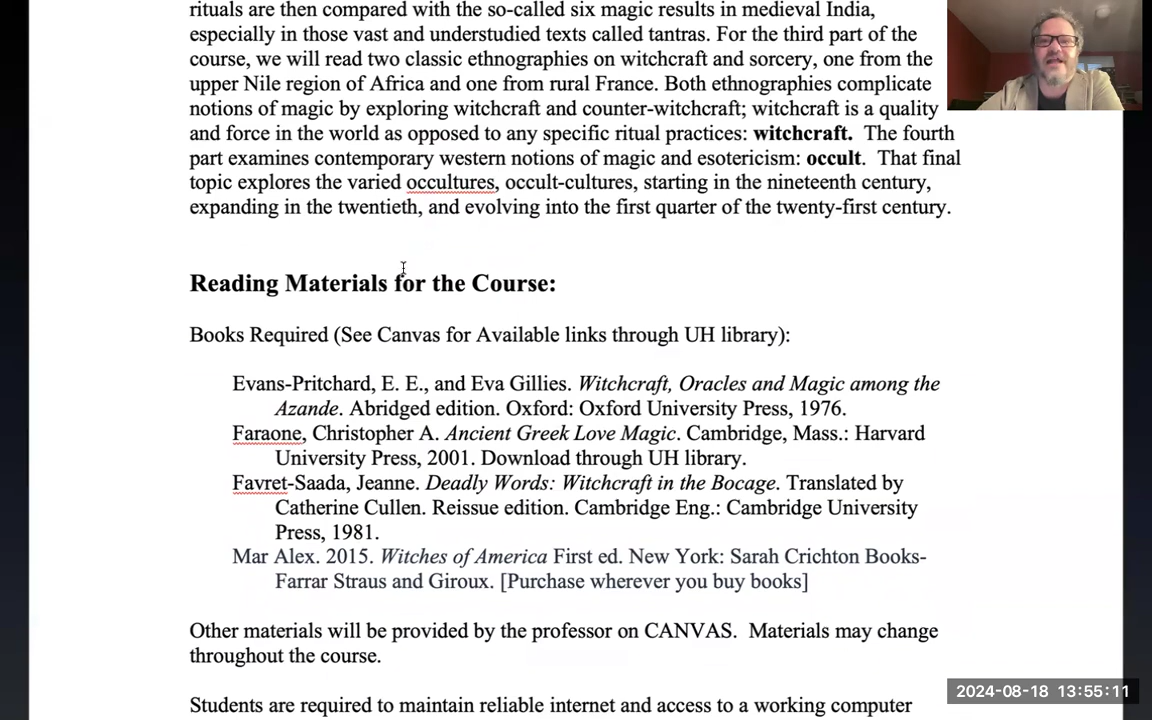 rituals are then compared with the so-called six magic results in medieval India,
especially in those vast and understudied texts called tantras. For the third part of the
course, we will read two classic ethnographies on witchcraft and sorcery, one from the
upper Nile region of Africa and one from rural France. Both ethnographies complicate
notions of magic by exploring witchcraft and counter-witchcraft; witchcraft is a quality
and force in the world as opposed to any specific ritual practices: witchcraft. The fourth
part examines contemporary western notions of magic and esotericism: occult. That final
topic explores the varied occultures, occult-cultures, starting in the nineteenth century,
expanding in the twentieth, and evolving into the first quarter of the twenty-first century.
Reading Materials for the Course:
Books Required (See Canvas for Available links through UH library):
Evans-Pritchard, E. E., and Eva Gillies. Witchcraft, Oracles and Magic among the
Azande. Abridged edition. Oxford: Oxford University Press, 1976.
Faraone, Christopher A. Ancient Greek Love Magic. Cambridge, Mass.: Harvard
University Press, 2001. Download through UH library.
Favret-Saada, Jeanne. Deadly Words: Witchcraft in the Bocage. Translated by
Catherine Cullen. Reissue edition. Cambridge Eng.: Cambridge University
Press, 1981.
Mar Alex. 2015. Witches of America First ed. New York: Sarah Crichton Books-
Farrar Straus and Giroux. [Purchase wherever you buy books]
Other materials will be provided by the professor on CANVAS. Materials may change
throughout the course.
Students are required to maintain reliable internet and access to a working computer
2024-08-18 13:55:11